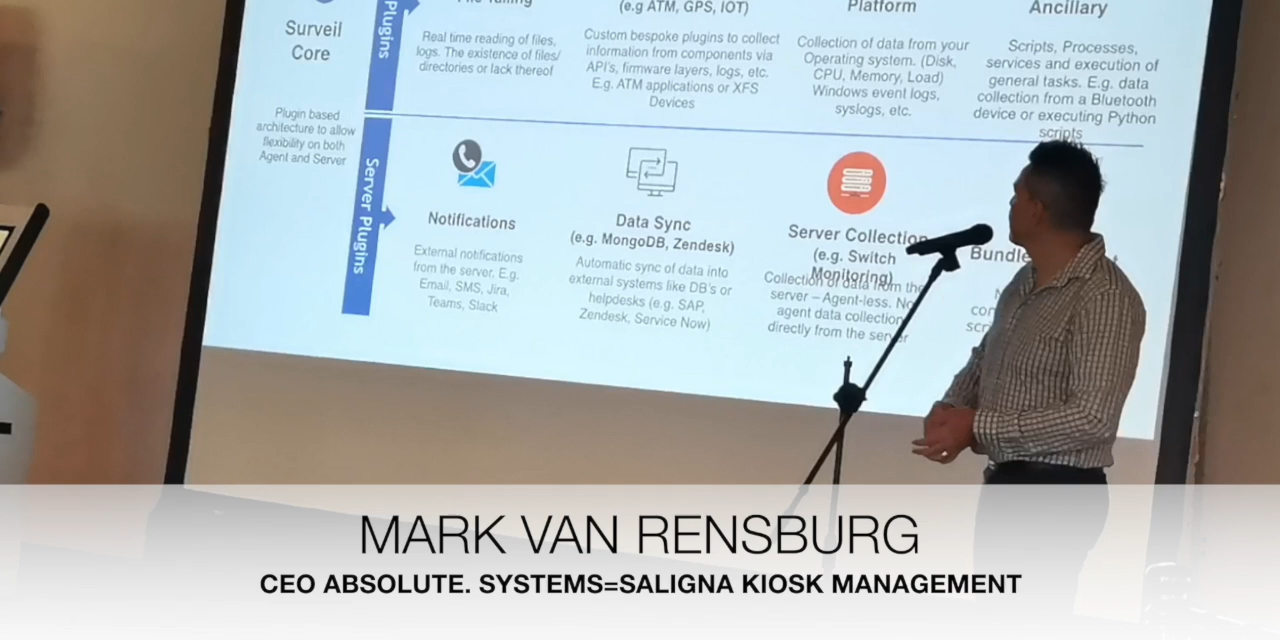 (e.g ATM, GPS, IOT)
Platform
Ancillary
Surveil
Core
Plugins
Real time reading of files,
logs. The existence of files/
directories or lack thereof
Custom bespoke plugins to collect
information from components via
API's, firmware layers, logs, etc.
E.g. ATM applications or XFS
Devices
Collection of data from your
Operating system. (Disk,
CPU, Memory, Load)
Windows event logs,
syslogs, etc.
Scripts, Processes,
services and execution of
general tasks. E.g. data
collection from a Bluetooth
device or executing Python
scripts
Plugin based
architecture to allow
flexibility on both
Agent and Server
Server Plugins
Notifications
External notifications
from the server. E.g.
Email, SMS, Jira,
Teams, Slack
Data Sync
(e.g. MongoDB, Zendesk)
Automatic sync of data into
external systems like DB's or
helpdesks (e.g. SAP,
Zendesk, Service Now)
Server Collection
(e.g. Switch
Monitoring)
Collection of data from the
server – Agent-less. No
agent data collection
directly from the server
MARK VAN RENSBURG
CEO ABSOLUTE. SYSTEMS=SALIGNA KIOSK MANAGEMENT